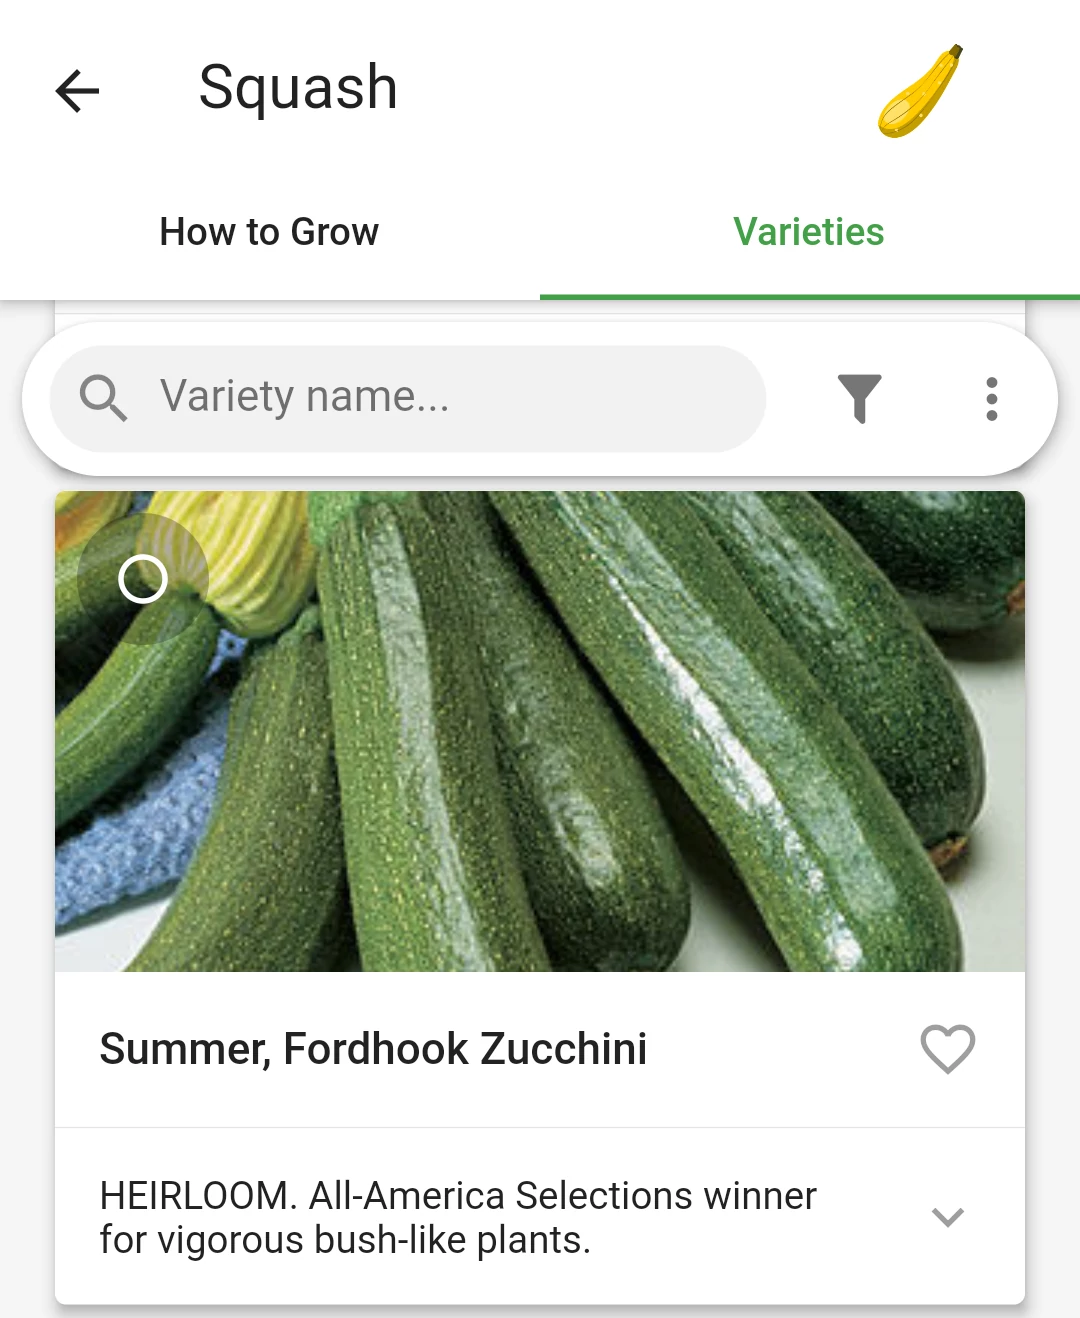 Squash
How to Grow
Varieties
Variety name...
Summer, Fordhook Zucchini
HEIRLOOM. All-America Selections winner
for vigorous bush-like plants.